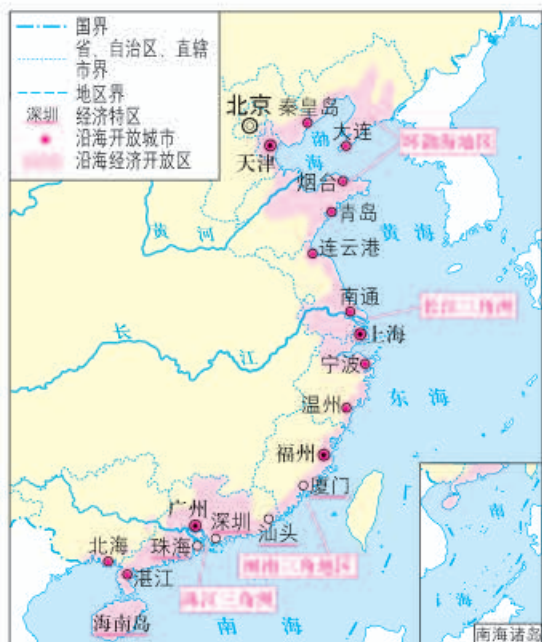 国界
省、自治区、直辖
市界
地区界
深圳 经济特区
沿海开放城市
沿海经济开放区
北京
秦皇岛
渤
海
大连
天津
环渤海地区
烟台
青岛
黄 河
黄 海
连云港
南通
长江三角洲
上海
长
江
宁波
东 海
温州
福州
厦门
广州
深圳
汕头
珠海
北海
闽南三角地区
湛江
珠江三角洲
海南岛
南 海
南
海
南海诸岛